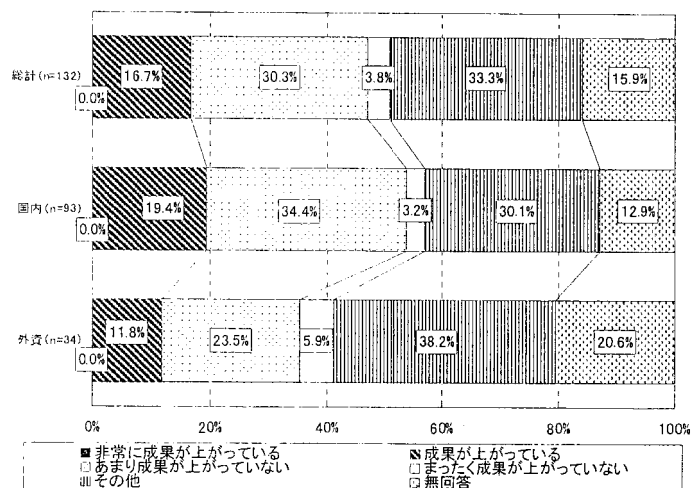 総計(n=132)
0.0%
16.7%
30.3%
3.8%
33.3%
15.9%
国内(n=93)
0.0%
19.4%
34.4%
3.2%
30.1%
12.9%
外資(n=34)
0.0%
11.8%
23.5%
5.9%
38.2%
20.6%
0% 20% 40% 60% 80% 100%
非常に成果が上がっている 成果が上がっている
あまり成果が上がっていない まったく成果が上がっていない
その他 無回答